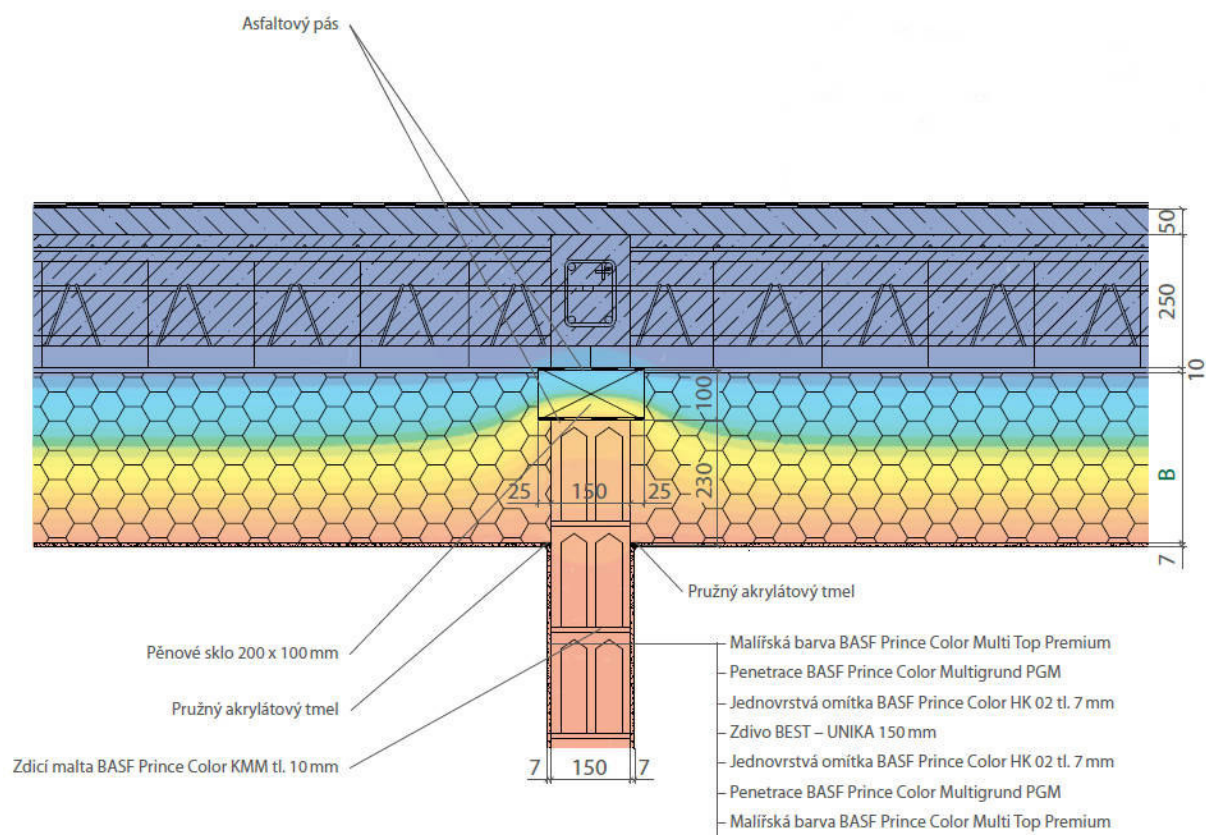 Asfaltový pás
50
250
10
100
230
B
25
150
25
7
Pružný akrylátový tmel
Pěnové sklo 200 x 100 mm
Pružný akrylátový tmel
Zdicí malta BASF Prince Color KMM tl. 10 mm
7
150
7
Malířská barva BASF Prince Color Multi Top Premium
Penetrace BASF Prince Color Multigrund PGM
Jednovrstvá omítka BASF Prince Color HK 02 tl. 7 mm
Zdivo BEST – UNIKA 150 mm
Jednovrstvá omítka BASF Prince Color HK 02 tl. 7 mm
Penetrace BASF Prince Color Multigrund PGM
Malířská barva BASF Prince Color Multi Top Premium